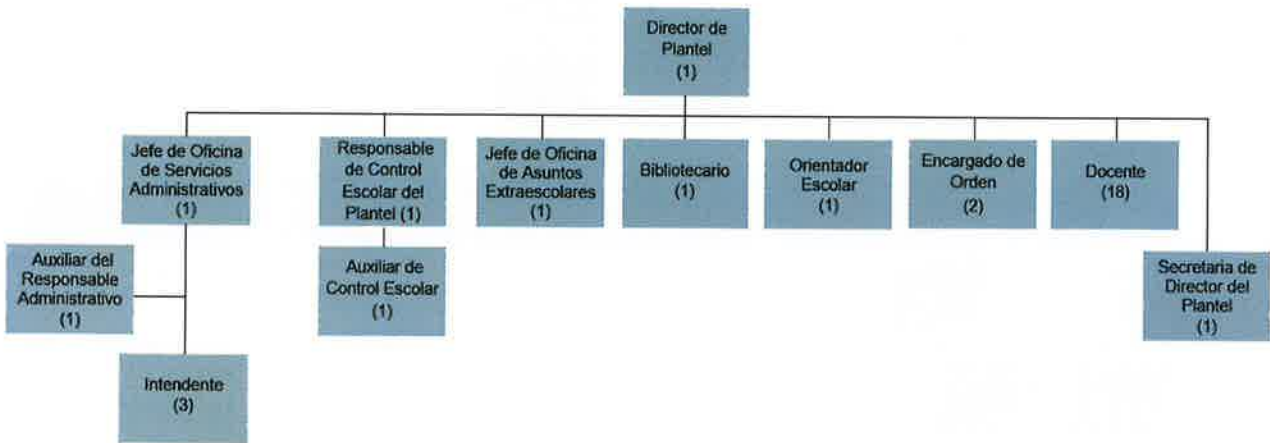 Director de
Plantel
(1)
Jefe de Oficina
de Servicios
Administrativos
(1)
Responsable
de Control
Escolar del
Plantel (1)
Jefe de Oficina
de Asuntos
Extraescolares
(1)
Bibliotecario
(1)
Orientador
Escolar
(1)
Encargado de
Orden
(2)
Docente
(18)
Auxiliar del
Responsable
Administrativo
(1)
Auxiliar de
Control Escolar
(1)
Secretaria de
Director del
Plantel
(1)
Intendente
(3)